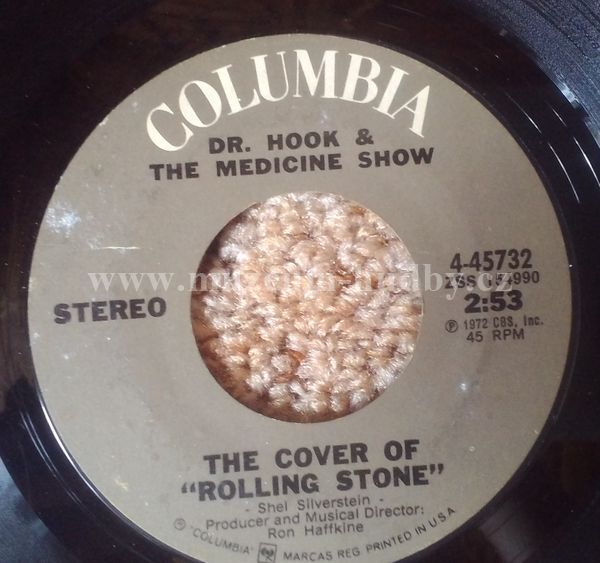 COLUMBIA
DR. HOOK &
THE MEDICINE SHOW
STEREO
4-45732
2:53
℗ 1972 CBS, Inc.
45 RPM
THE COVER OF
"ROLLING STONE"
- Shel Silverstein -
Producer and Musical Director:
Ron Haffkine
"COLUMBIA" MARCAS REG. PRINTED IN U.S.A.